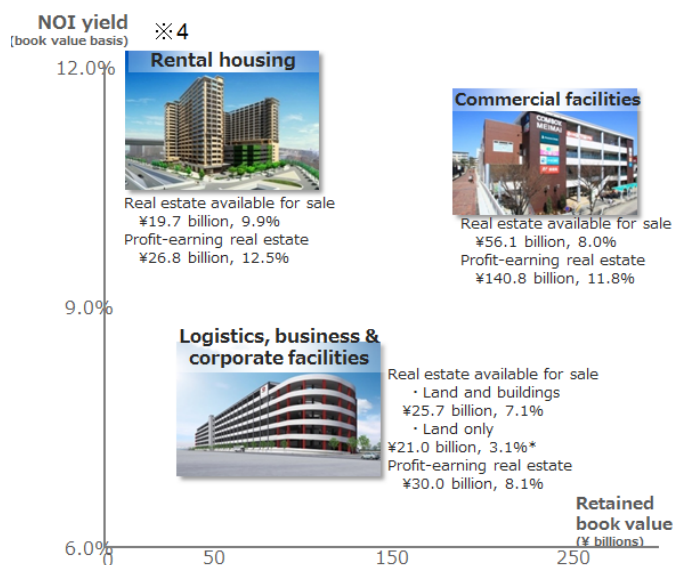 NOI yield
(book value basis)
※4
12.0%
Rental housing
Real estate available for sale
¥19.7 billion, 9.9%
Profit-earning real estate
¥26.8 billion, 12.5%
Commercial facilities
COMBOX
MEIMAI
Real estate available for sale
¥56.1 billion, 8.0%
Profit-earning real estate
¥140.8 billion, 11.8%
9.0%
Logistics, business &
corporate facilities
Real estate available for sale
・Land and buildings
¥25.7 billion, 7.1%
・Land only
¥21.0 billion, 3.1%*
Profit-earning real estate
¥30.0 billion, 8.1%
Retained
book value
(¥ billions)
6.0%
0
50
150
250